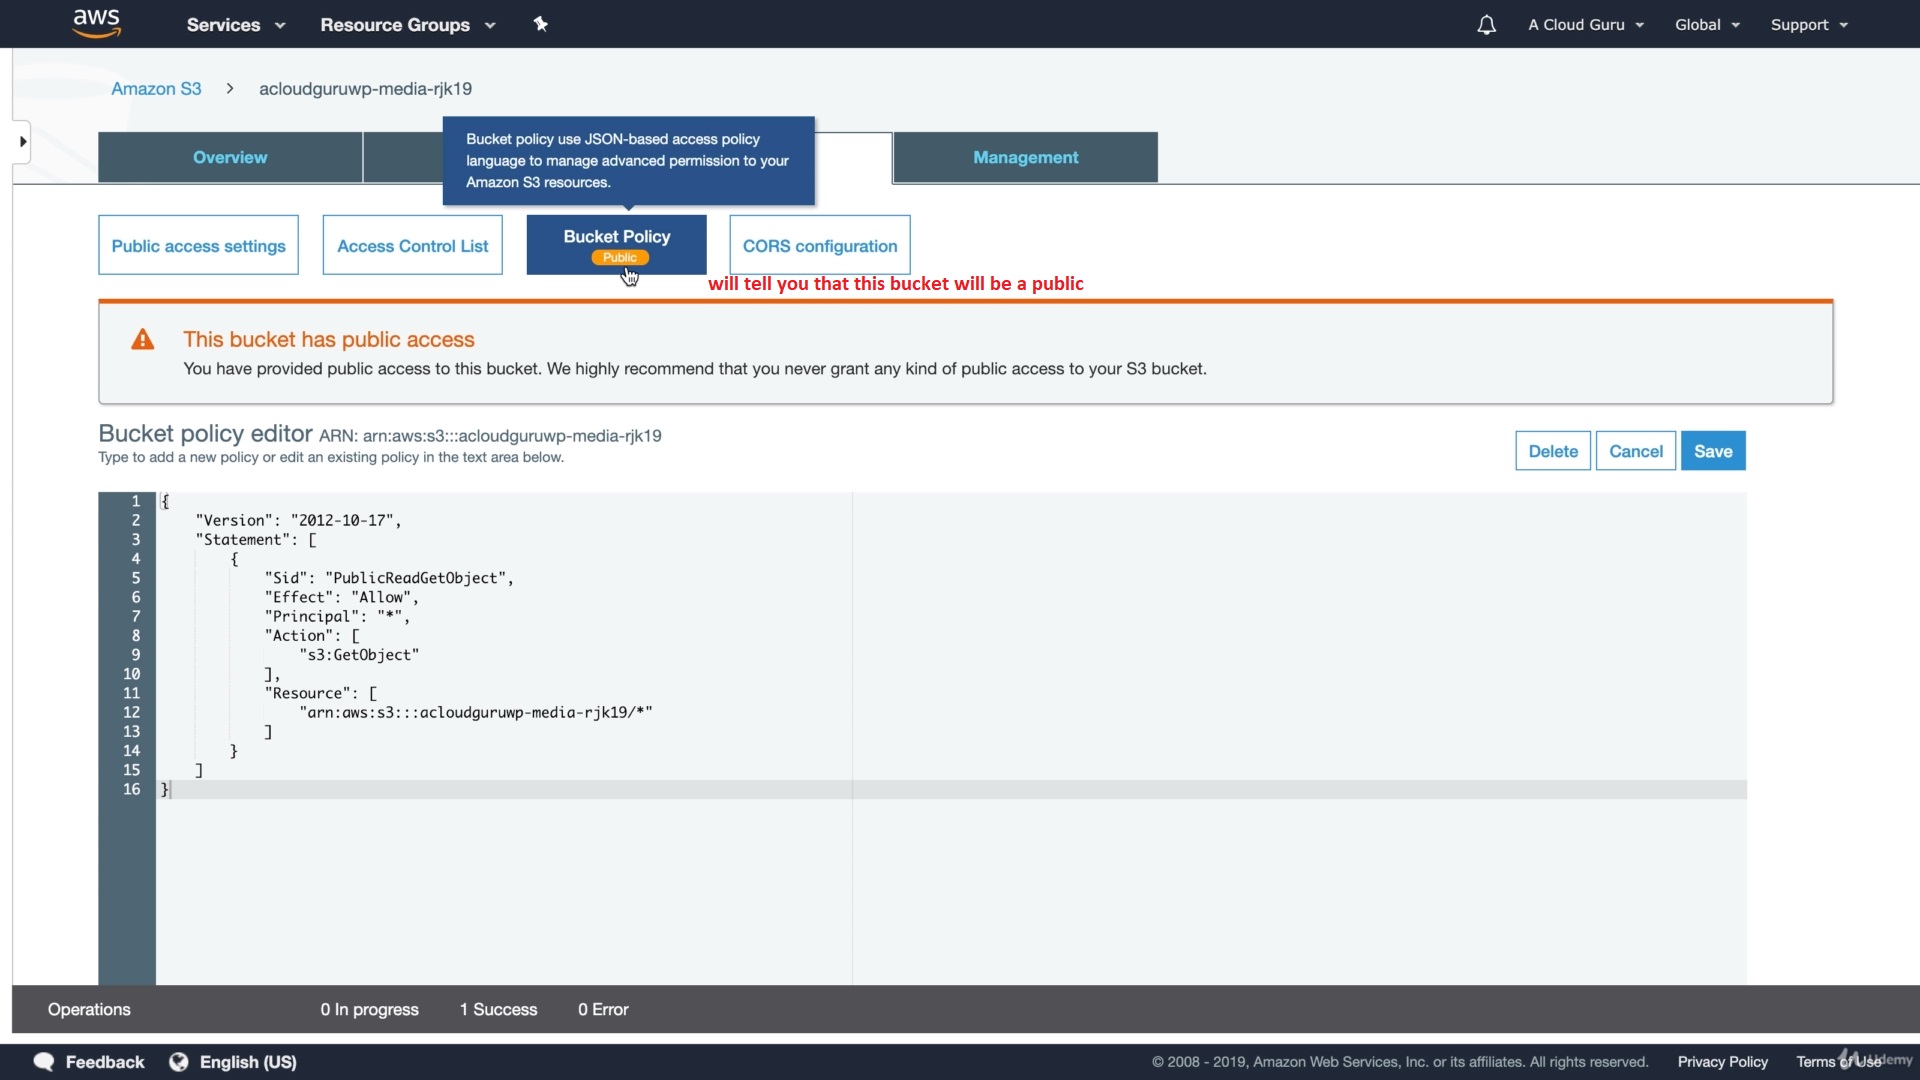 aws
Services
Resource Groups
A Cloud Guru
Global
Support
Amazon S3 > acloudguruwp-media-rjk19
Overview
Bucket policy use JSON-based access policy
language to manage advanced permission to your
Amazon S3 resources.
Management
Public access settings
Access Control List
Bucket Policy
Public
CORS configuration
will tell you that this bucket will be a public
This bucket has public access
You have provided public access to this bucket. We highly recommend that you never grant any kind of public access to your S3 bucket.
Bucket policy editor ARN: arn:aws:s3:::acloudguruwp-media-rjk19
Type to add a new policy or edit an existing policy in the text area below.
Delete
Cancel
Save
1 {
2 "Version": "2012-10-17",
3 "Statement": [
4 {
5 "Sid": "PublicReadGetObject",
6 "Effect": "Allow",
7 "Principal": "*",
8 "Action": [
9 "s3:GetObject"
10 ],
11 "Resource": [
12 "arn:aws:s3:::acloudguruwp-media-rjk19/*"
13 ]
14 }
15 ]
16 }
Operations
0 In progress
1 Success
0 Error
Feedback
English (US)
© 2008 - 2019, Amazon Web Services, Inc. or its affiliates. All rights reserved.
Privacy Policy
Terms of Use
Udemy